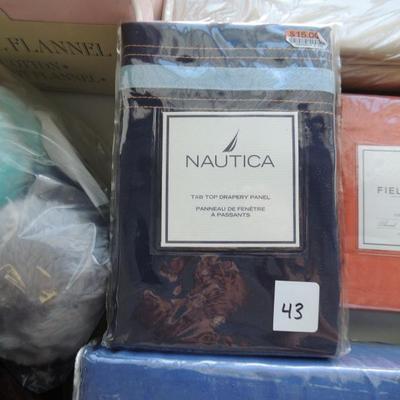 . FLANNEL
$15.00
NAUTICA
TAB TOP DRAPERY PANEL
PANNEAU DE FENÊTRE
À PASSANTS
FIEL
43